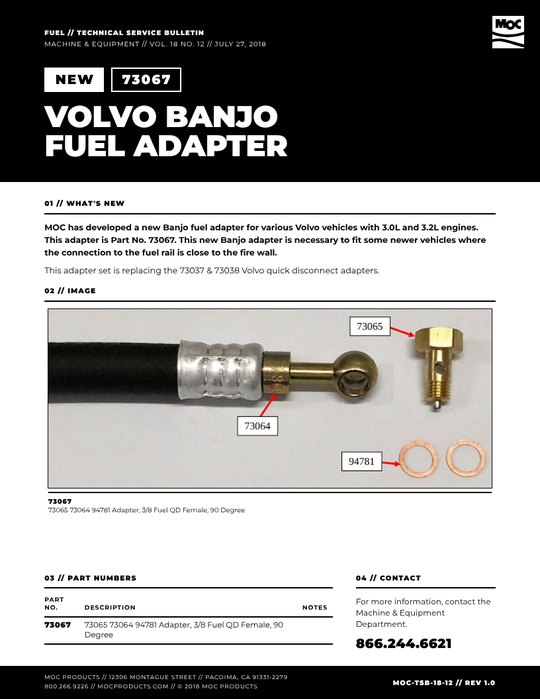 MOC
FUEL // TECHNICAL SERVICE BULLETIN
MACHINE & EQUIPMENT // VOL. 18 NO. 12 // JULY 27, 2018
NEW 73067
VOLVO BANJO
FUEL ADAPTER
01 // WHAT'S NEW
MOC has developed a new Banjo fuel adapter for various Volvo vehicles with 3.0L and 3.2L engines.
This adapter is Part No. 73067. This new Banjo adapter is necessary to fit some newer vehicles where
the connection to the fuel rail is close to the fire wall.
This adapter set is replacing the 73037 & 73038 Volvo quick disconnect adapters.
02 // IMAGE
73065
73064
94781
73067
73065 73064 94781 Adapter, 3/8 Fuel QD Female, 90 Degree
03 // PART NUMBERS
PART
NO. DESCRIPTION NOTES
73067 73065 73064 94781 Adapter, 3/8 Fuel QD Female, 90
Degree
04 // CONTACT
For more information, contact the
Machine & Equipment
Department.
866.244.6621
MOC PRODUCTS // 12306 MONTAGUE STREET // PACOIMA, CA 91331-2279
800.266.9226 // MOCPRODUCTS.COM // © 2018 MOC PRODUCTS
MOC-TSB-18-12 // REV 1.0